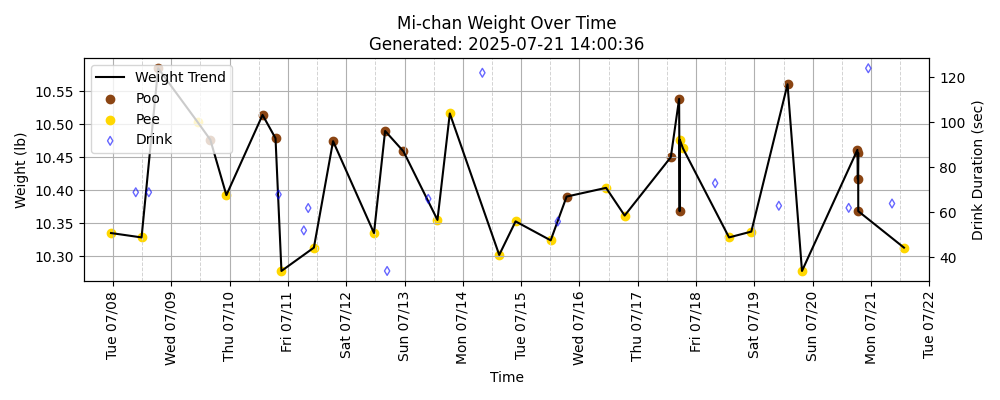 Mi-chan Weight Over Time
Generated: 2025-07-21 14:00:36
Weight Trend
Poo
Pee
Drink
Weight (lb)
10.55
10.50
10.45
10.40
10.35
10.30
120
100
80
60
40
Drink Duration (sec)
Tue 07/08
Wed 07/09
Thu 07/10
Fri 07/11
Sat 07/12
Sun 07/13
Mon 07/14
Tue 07/15
Wed 07/16
Thu 07/17
Fri 07/18
Sat 07/19
Sun 07/20
Mon 07/21
Tue 07/22
Time